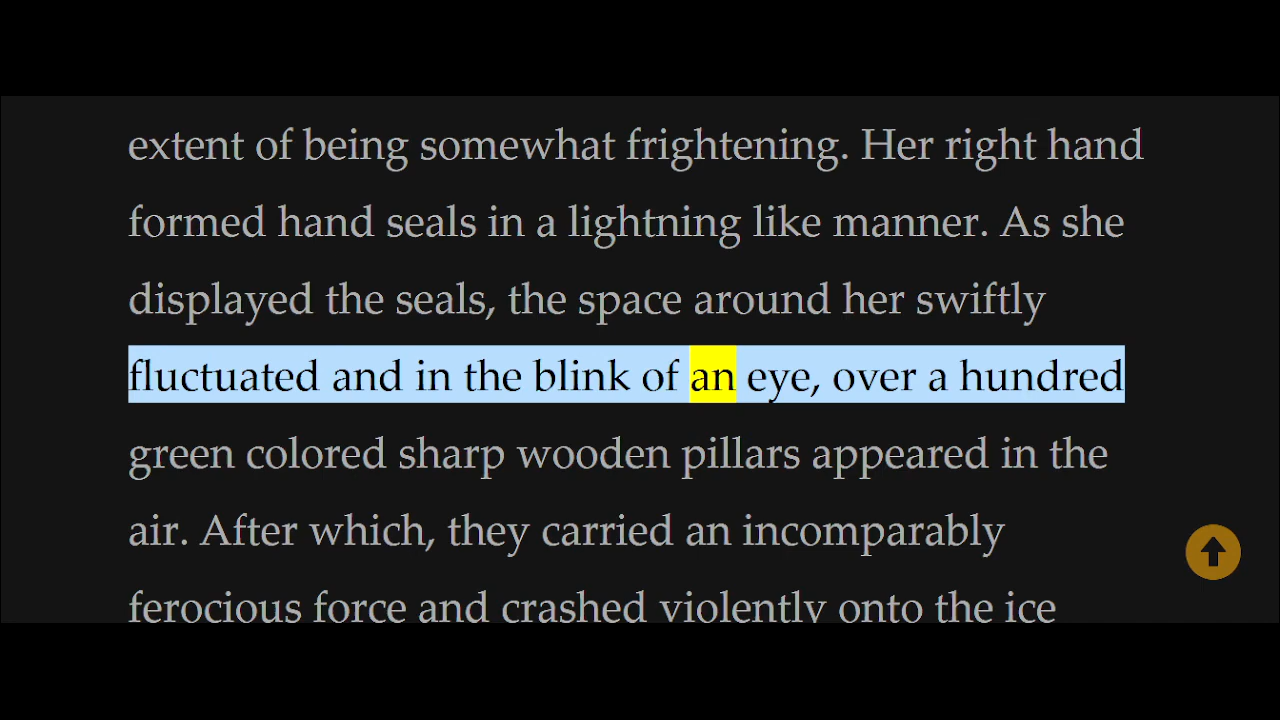 extent of being somewhat frightening. Her right hand
formed hand seals in a lightning like manner. As she
displayed the seals, the space around her swiftly
fluctuated and in the blink of an eye, over a hundred
green colored sharp wooden pillars appeared in the
air. After which, they carried an incomparably
ferocious force and crashed violently onto the ice